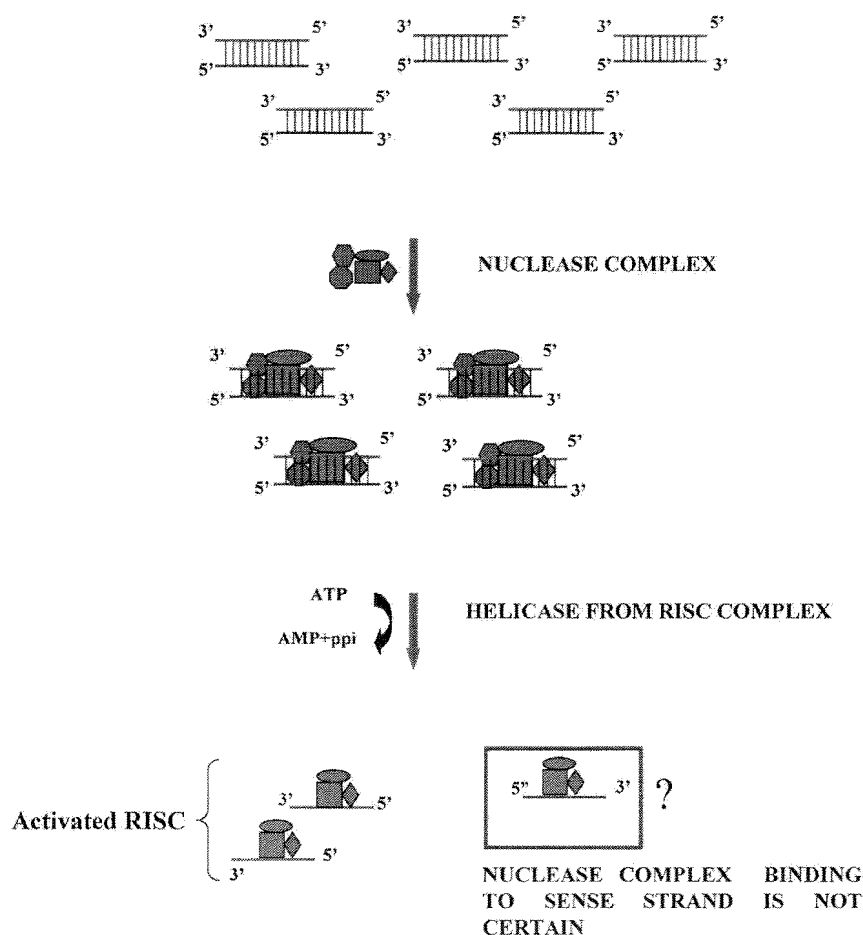 3’ 5’ 3’ 5’ 3’ 5’
5’ 3’ 5’ 3’ 5’ 3’
3’ 5’ 3’ 5’
5’ 3’ 5’ 3’
NUCLEASE COMPLEX
3’ 5’ 3’ 5’
5’ 3’ 5’ 3’
3’ 5’ 3’ 5’
5’ 3’ 5’ 3’
ATP
HELICASE FROM RISC COMPLEX
AMP+ppi
5’’ 3’ ?
3’ 5’
Activated RISC
5’
3’
NUCLEASE COMPLEX BINDING
TO SENSE STRAND IS NOT
CERTAIN